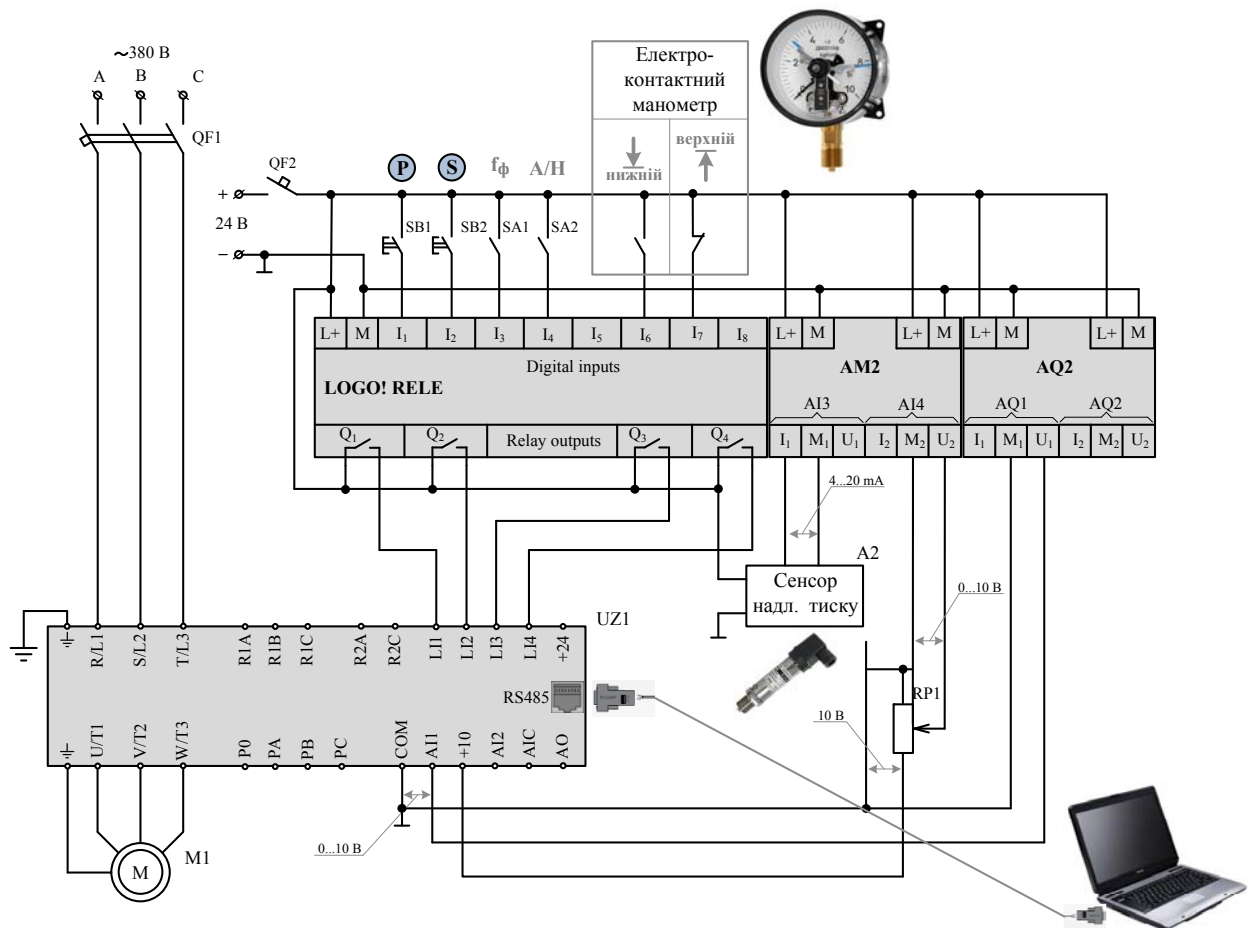 ~380 В
A
B
C
QF1
QF2
+
24 В
−
P
S
fф
А/Н
SB1
SB2
SA1
SA2
Електро-
контактний
манометр
нижній
верхній
L+ M I1 I2 I3 I4 I5 I6 I7 I8
Digital inputs
LOGO! RELE
Q1 Q2 Relay outputs Q3 Q4
L+ M L+ M
AM2
AI3 AI4
I1 M1 U1 I2 M2 U2
L+ M L+ M
AQ2
AQ1 AQ2
I1 M1 U1 I2 M2 U2
4...20 mA
A2
Сенсор
надл. тиску
0...10 В
RP1
10 В
UZ1
R/L1 S/L2 T/L3 R1A R1B R1C R2A R2C LI1 LI2 LI3 LI4 +24
RS485
U/T1 V/T2 W/T3 P0 PA PB PC COM AI1 +10 AI2 AIC AO
0...10 В
M
M1